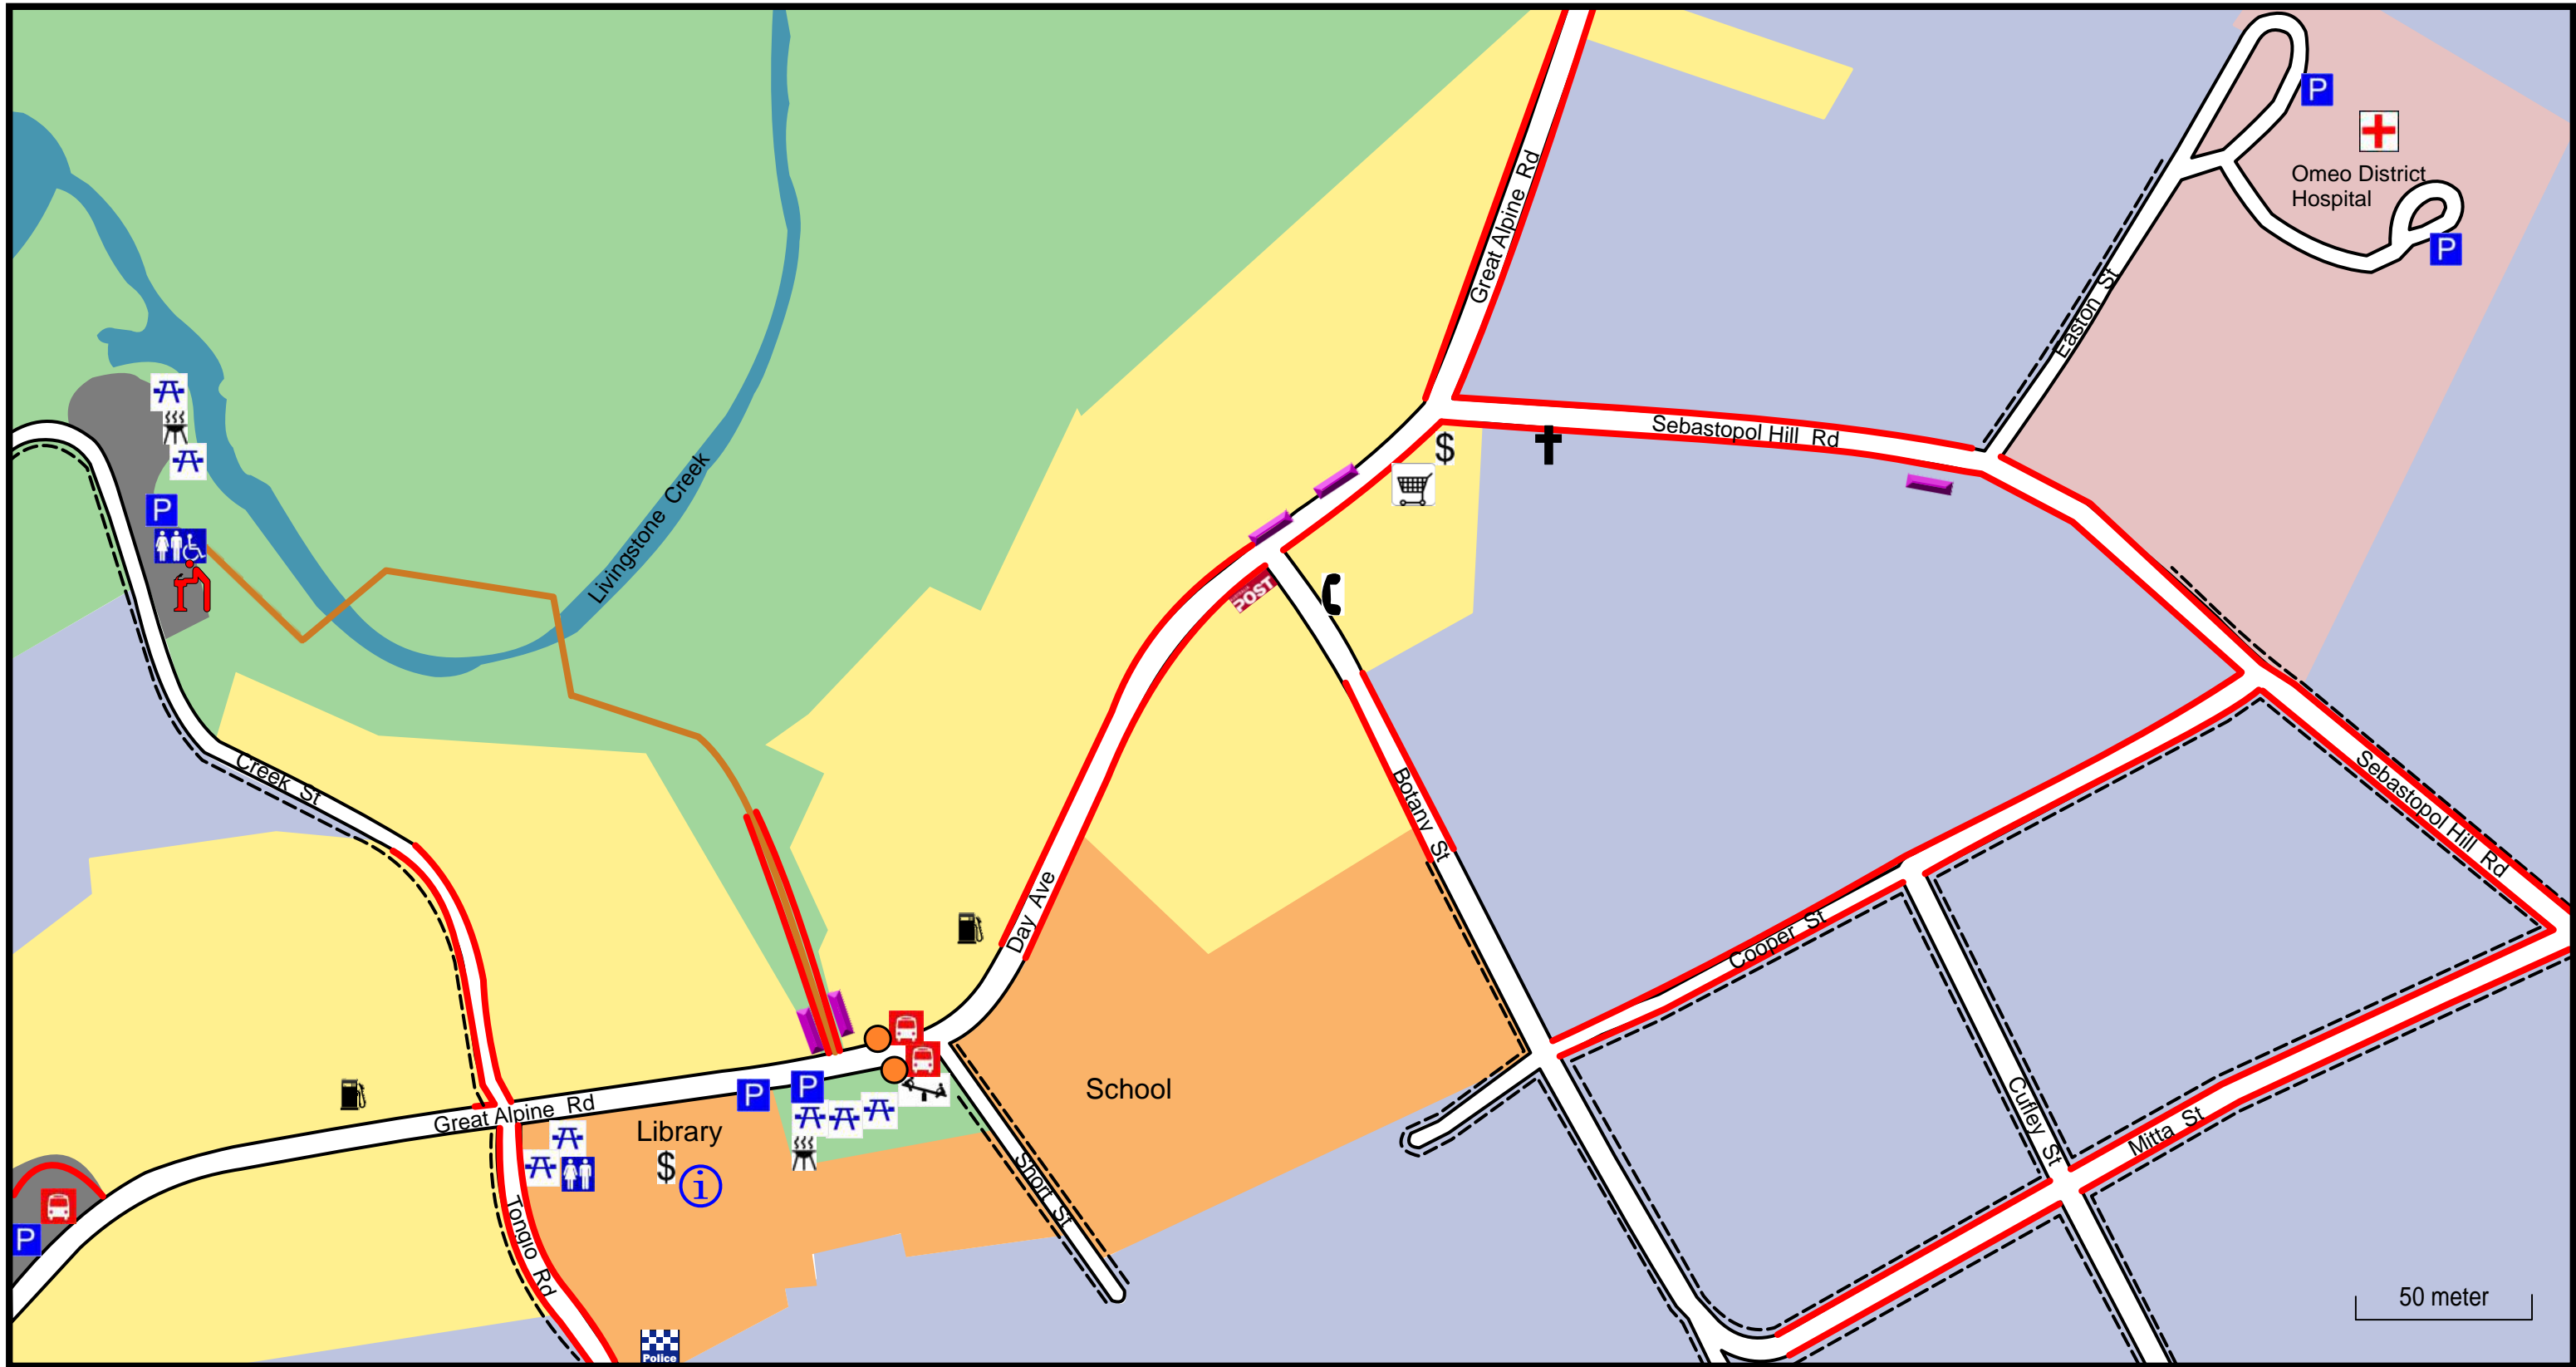 P
Omeo District
Hospital
P
Great Alpine Rd
Easton St
Sebastopol Hill Rd
$
Livingstone Creek
P
POST
Creek St
Botany St
Sebastopol Hill Rd
Day Ave
Cooper St
P
P
Great Alpine Rd
School
Library
$
i
Cufley St
Mitta St
Short St
Tongio Rd
P
50 meter
Police